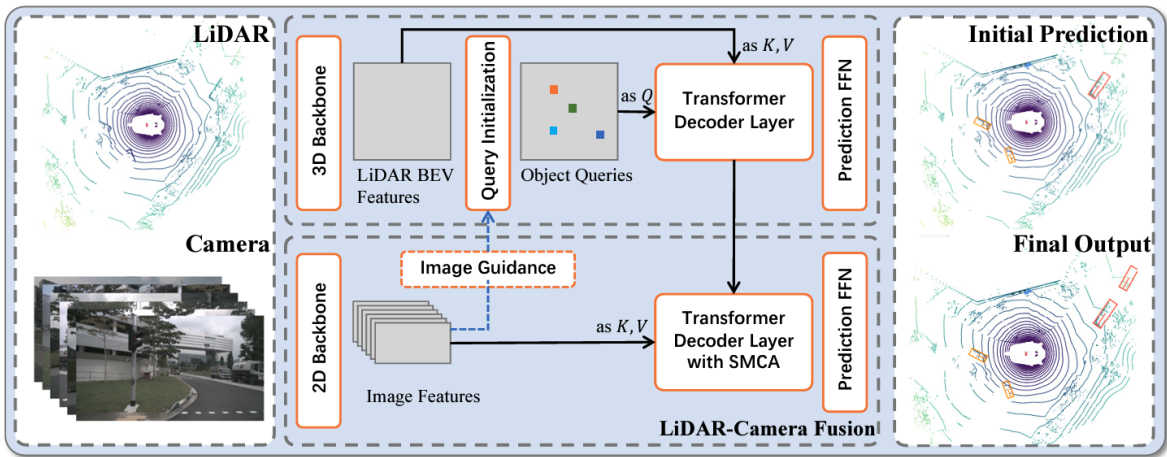 LiDAR
Camera
3D Backbone
LiDAR BEV
Features
Query Initialization
Object Queries
as Q
as K, V
Transformer
Decoder Layer
Prediction FFN
Image Guidance
2D Backbone
Image Features
as K, V
Transformer
Decoder Layer
with SMCA
Prediction FFN
LiDAR-Camera Fusion
Initial Prediction
Final Output